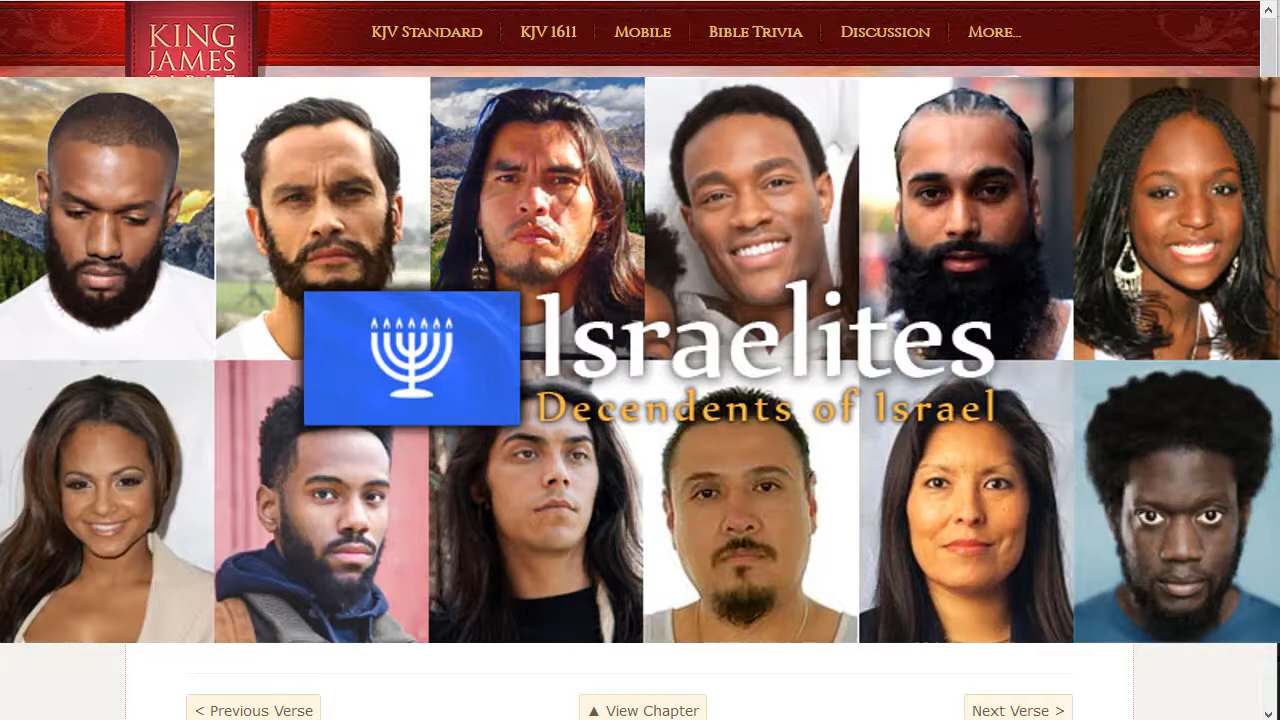 KING
JAMES
KJV Standard
KJV 1611
Mobile
Bible Trivia
Discussion
More...
Israelites
Decendents of Israel
< Previous Verse
▲ View Chapter
Next Verse >